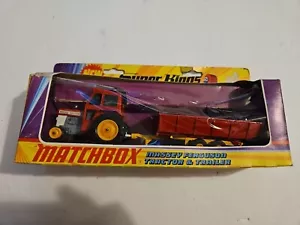 Super Kings
MATCHBOX
MASSEY FERGUSON
TRACTOR & TRAILER